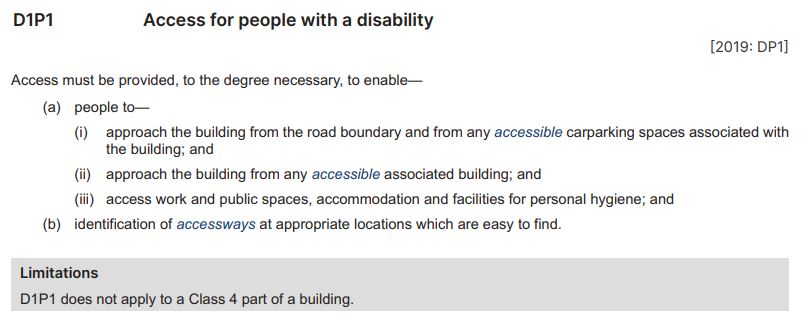 D1P1 Access for people with a disability
[2019: DP1]
Access must be provided, to the degree necessary, to enable—
(a) people to—
(i) approach the building from the road boundary and from any accessible carparking spaces associated with
the building; and
(ii) approach the building from any accessible associated building; and
(iii) access work and public spaces, accommodation and facilities for personal hygiene; and
(b) identification of accessways at appropriate locations which are easy to find.
Limitations
D1P1 does not apply to a Class 4 part of a building.